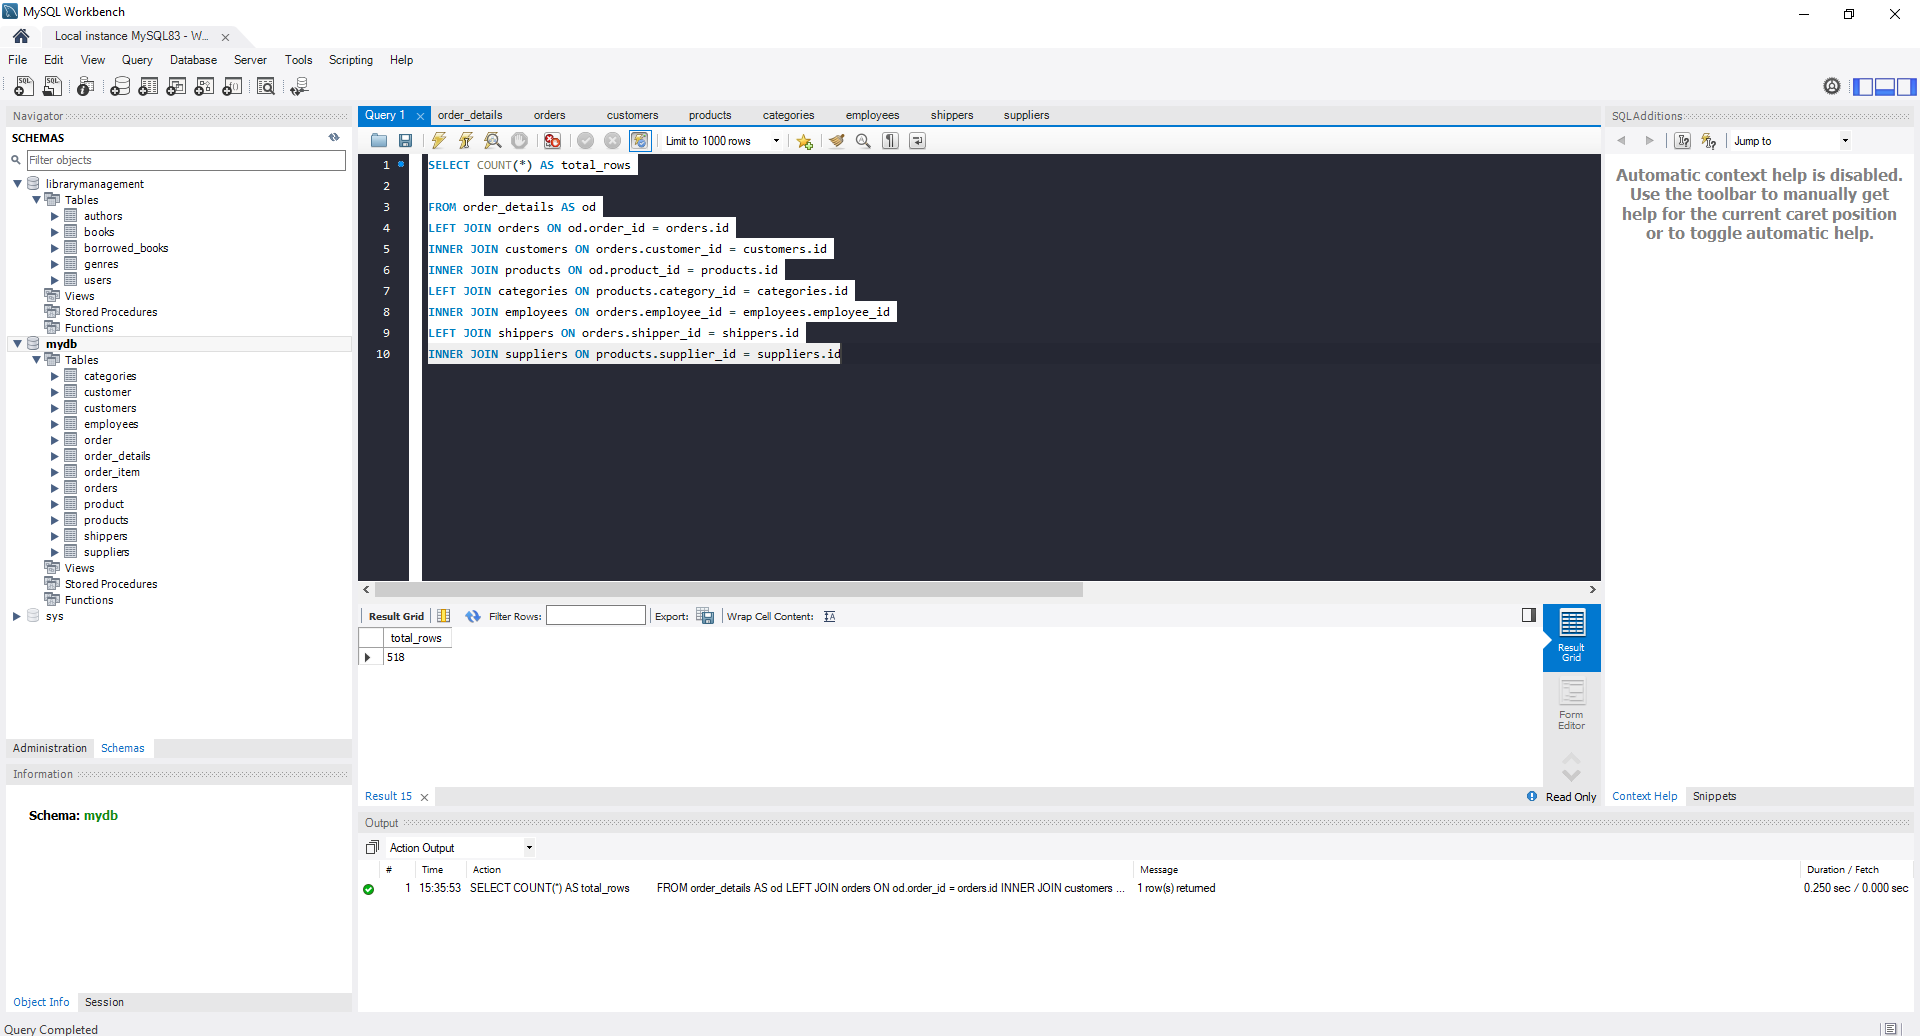 MySQL Workbench
Local instance MySQL83 - W...
File Edit View Query Database Server Tools Scripting Help
Navigator
SCHEMAS
Filter objects
librarymanagement
Tables
authors
books
borrowed_books
genres
users
Views
Stored Procedures
Functions
mydb
Tables
categories
customer
customers
employees
order
order_details
order_item
orders
product
products
shippers
suppliers
Views
Stored Procedures
Functions
sys
Administration Schemas
Information
Schema: mydb
Object Info Session
Query 1 order_details orders customers products categories employees shippers suppliers
Limit to 1000 rows
1 SELECT COUNT(*) AS total_rows
2
3 FROM order_details AS od
4 LEFT JOIN orders ON od.order_id = orders.id
5 INNER JOIN customers ON orders.customer_id = customers.id
6 INNER JOIN products ON od.product_id = products.id
7 LEFT JOIN categories ON products.category_id = categories.id
8 INNER JOIN employees ON orders.employee_id = employees.employee_id
9 LEFT JOIN shippers ON orders.shipper_id = shippers.id
10 INNER JOIN suppliers ON products.supplier_id = suppliers.id
Result Grid Filter Rows: Export: Wrap Cell Content:
total_rows
518
Result
Grid
Form
Editor
Result 15
Read Only
SQLAdditions
Jump to
Automatic context help is disabled.
Use the toolbar to manually get
help for the current caret position
or to toggle automatic help.
Context Help Snippets
Output
Action Output
# Time Action Message Duration / Fetch
1 15:35:53 SELECT COUNT(*) AS total_rows FROM order_details AS od LEFT JOIN orders ON od.order_id = orders.id INNER JOIN customers ... 1 row(s) returned 0.250 sec / 0.000 sec
Query Completed